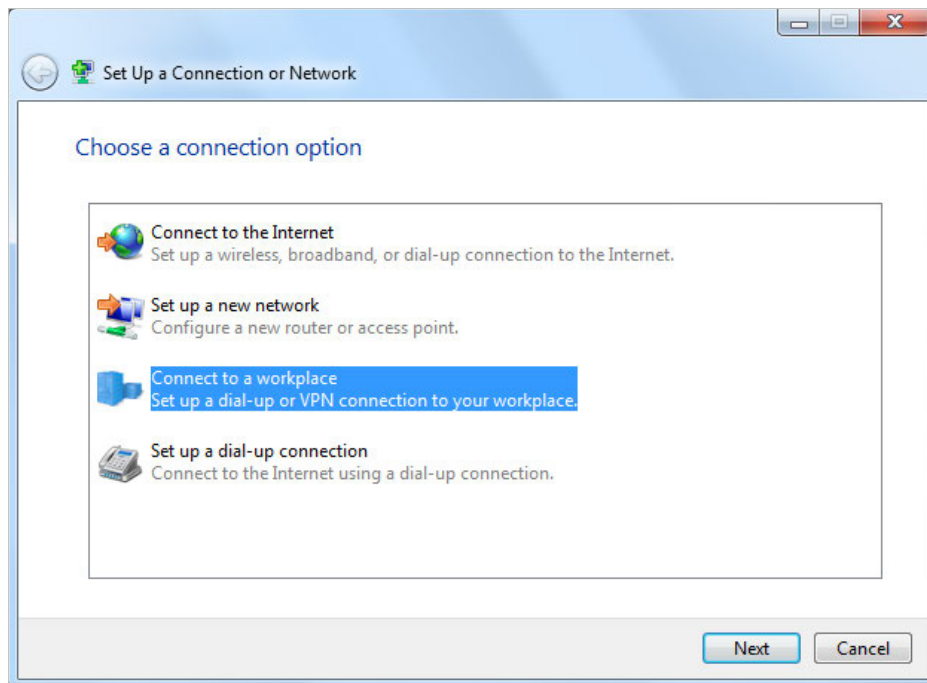 Set Up a Connection or Network
Choose a connection option
Connect to the Internet
Set up a wireless, broadband, or dial-up connection to the Internet.
Set up a new network
Configure a new router or access point.
Connect to a workplace
Set up a dial-up or VPN connection to your workplace.
Set up a dial-up connection
Connect to the Internet using a dial-up connection.
Next
Cancel